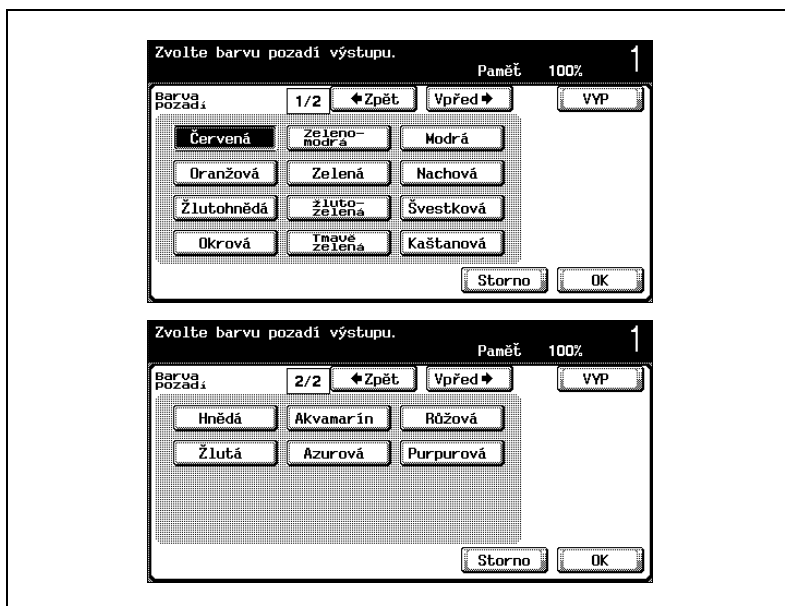 Zvolte barvu pozadí výstupu.
Paměť 100% 1
Barva
pozadí
1/2 Zpět Vpřed VYP
Červená Zeleno-
modrá Modrá
Oranžová Zelená Nachová
Žlutohnědá žluto-
zelená Švestková
Okrová Tmavě
zelená Kaštanová
Storno OK
Zvolte barvu pozadí výstupu.
Paměť 100% 1
Barva
pozadí
2/2 Zpět Vpřed VYP
Hnědá Akvamarín Růžová
Žlutá Azurová Purpurová
Storno OK